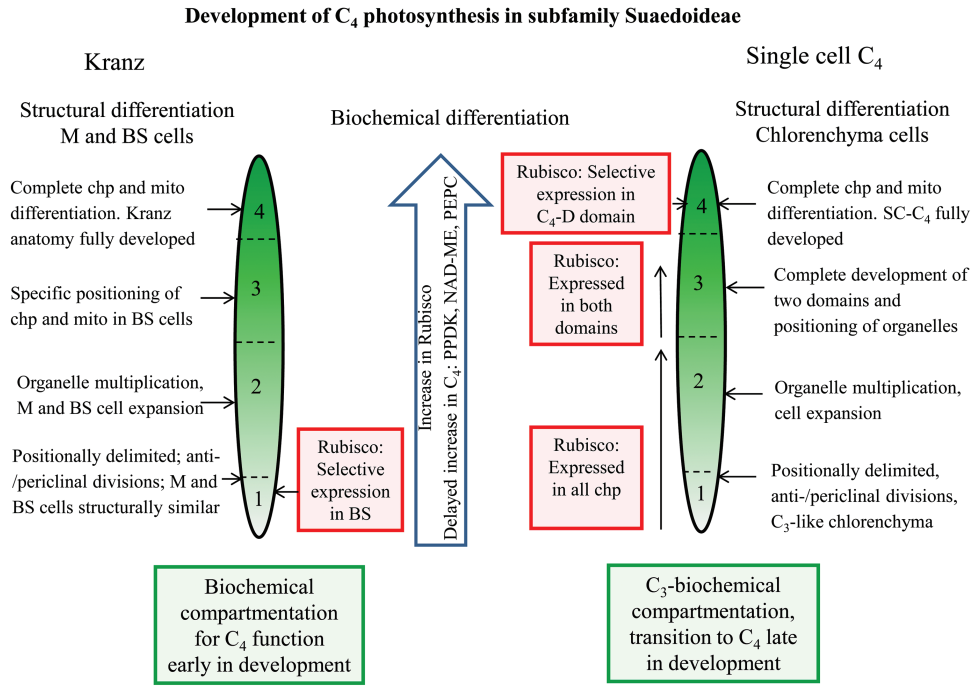 Development of C₄ photosynthesis in subfamily Suaedoideae
Kranz
Structural differentiation
M and BS cells
Complete chp and mito
differentiation. Kranz
anatomy fully developed
Specific positioning of
chp and mito in BS cells
Organelle multiplication,
M and BS cell expansion
Positionally delimited; anti-
/periclinal divisions; M and
BS cells structurally similar
4
3
2
1
Rubisco:
Selective
expression
in BS
Biochemical
compartmentation
for C₄ function
early in development
Biochemical differentiation
Increase in Rubisco
Delayed increase in C₄: PPDK, NAD-ME, PEPC
Single cell C₄
Structural differentiation
Chlorenchyma cells
Rubisco: Selective
expression in
C₄-D domain
Rubisco:
Expressed
in both
domains
Rubisco:
Expressed
in all chp
4
3
2
1
Complete chp and mito
differentiation. SC-C₄ fully
developed
Complete development of
two domains and
positioning of organelles
Organelle multiplication,
cell expansion
Positionally delimited,
anti-/periclinal divisions,
C₃-like chlorenchyma
C₃-biochemical
compartmentation,
transition to C₄ late
in development